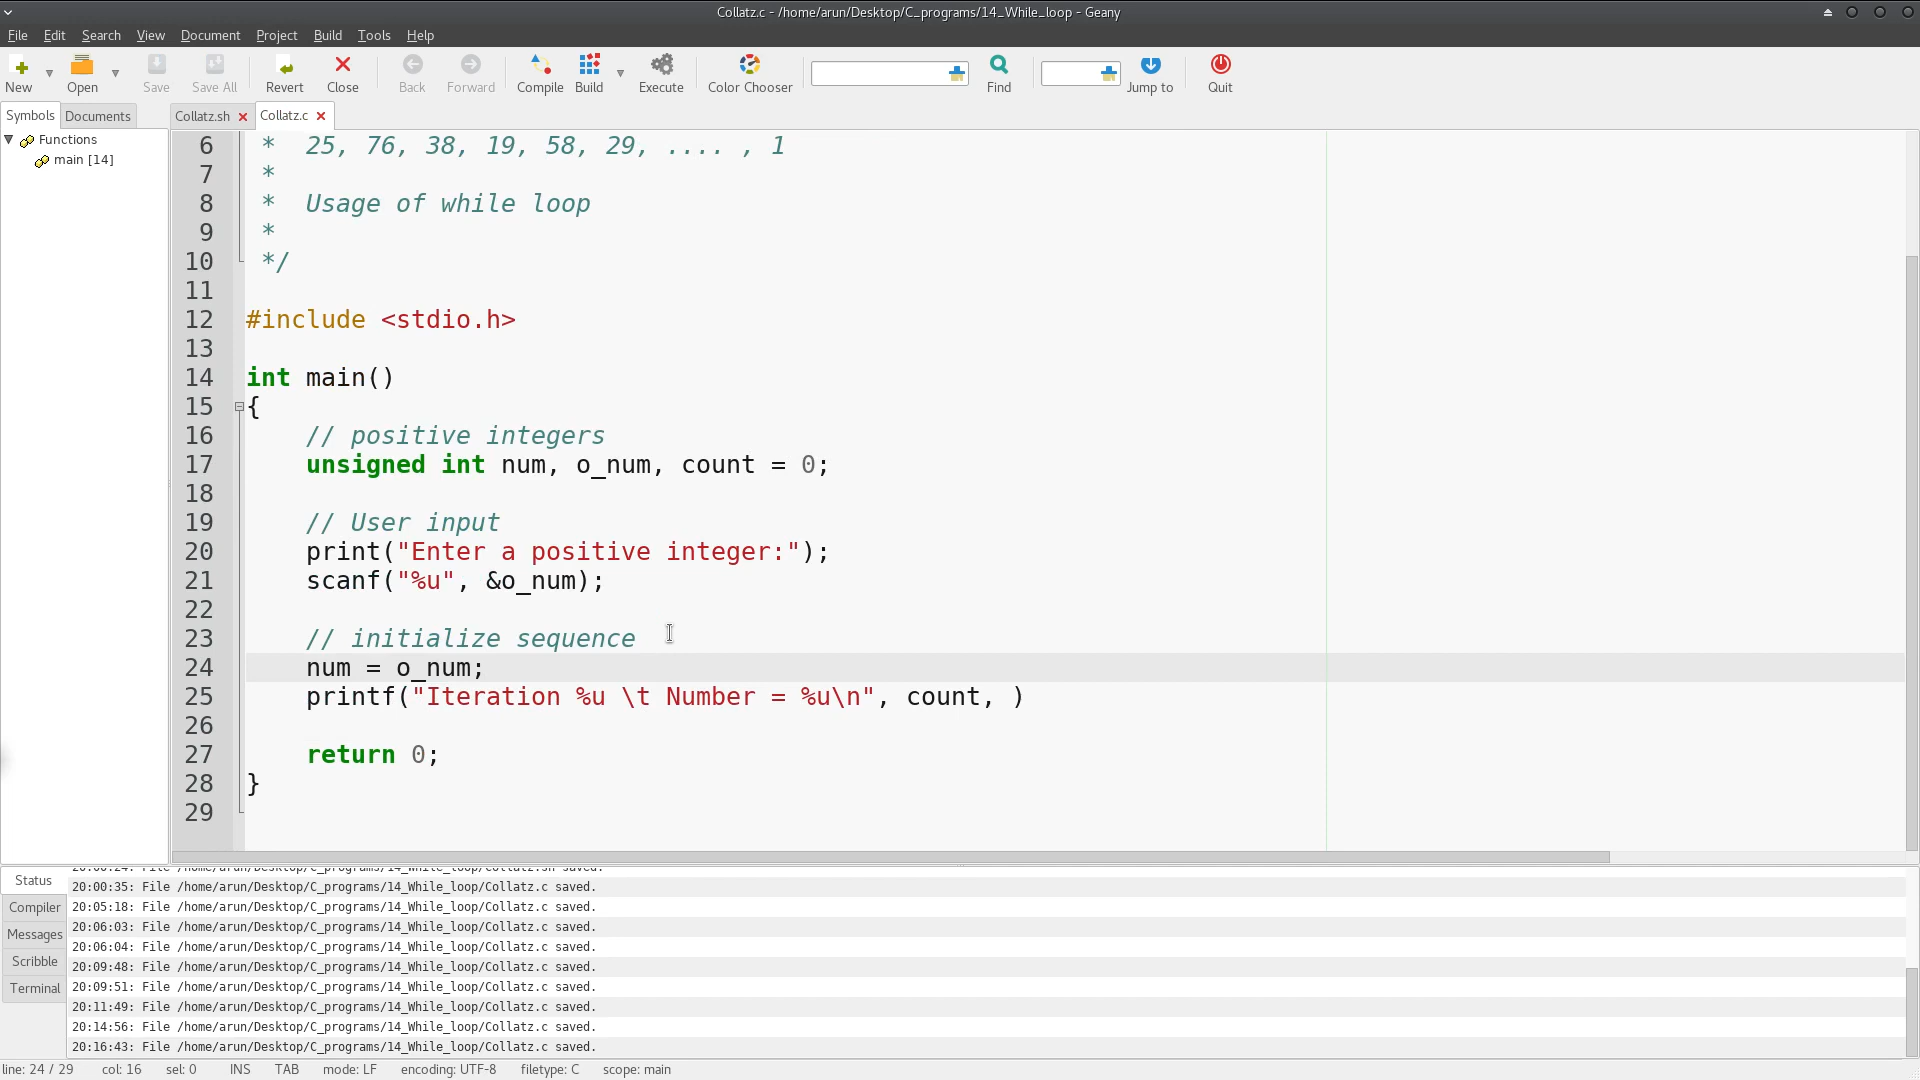 Collatz.c - /home/arun/Desktop/C_programs/14_While_loop - Geany
File Edit Search View Document Project Build Tools Help
New Open Save Save All Revert Close Back Forward Compile Build Execute Color Chooser Find Jump to Quit
Symbols Documents Collatz.sh Collatz.c
Functions
main [14]
6 * 25, 76, 38, 19, 58, 29, .... , 1
7 *
8 * Usage of while loop
9 *
10 */
11
12 #include <stdio.h>
13
14 int main()
15 {
16 // positive integers
17 unsigned int num, o_num, count = 0;
18
19 // User input
20 print("Enter a positive integer:");
21 scanf("%u", &o_num);
22
23 // initialize sequence
24 num = o_num;
25 printf("Iteration %u \t Number = %u\n", count, )
26
27 return 0;
28 }
29
Status
Compiler
Messages
Scribble
Terminal
20:00:24: File /home/arun/Desktop/C_programs/14_While_loop/Collatz.sh saved.
20:00:35: File /home/arun/Desktop/C_programs/14_While_loop/Collatz.c saved.
20:05:18: File /home/arun/Desktop/C_programs/14_While_loop/Collatz.c saved.
20:06:03: File /home/arun/Desktop/C_programs/14_While_loop/Collatz.c saved.
20:06:04: File /home/arun/Desktop/C_programs/14_While_loop/Collatz.c saved.
20:09:48: File /home/arun/Desktop/C_programs/14_While_loop/Collatz.c saved.
20:09:51: File /home/arun/Desktop/C_programs/14_While_loop/Collatz.c saved.
20:11:49: File /home/arun/Desktop/C_programs/14_While_loop/Collatz.c saved.
20:14:56: File /home/arun/Desktop/C_programs/14_While_loop/Collatz.c saved.
20:16:43: File /home/arun/Desktop/C_programs/14_While_loop/Collatz.c saved.
line: 24 / 29 col: 16 sel: 0 INS TAB mode: LF encoding: UTF-8 filetype: C scope: main